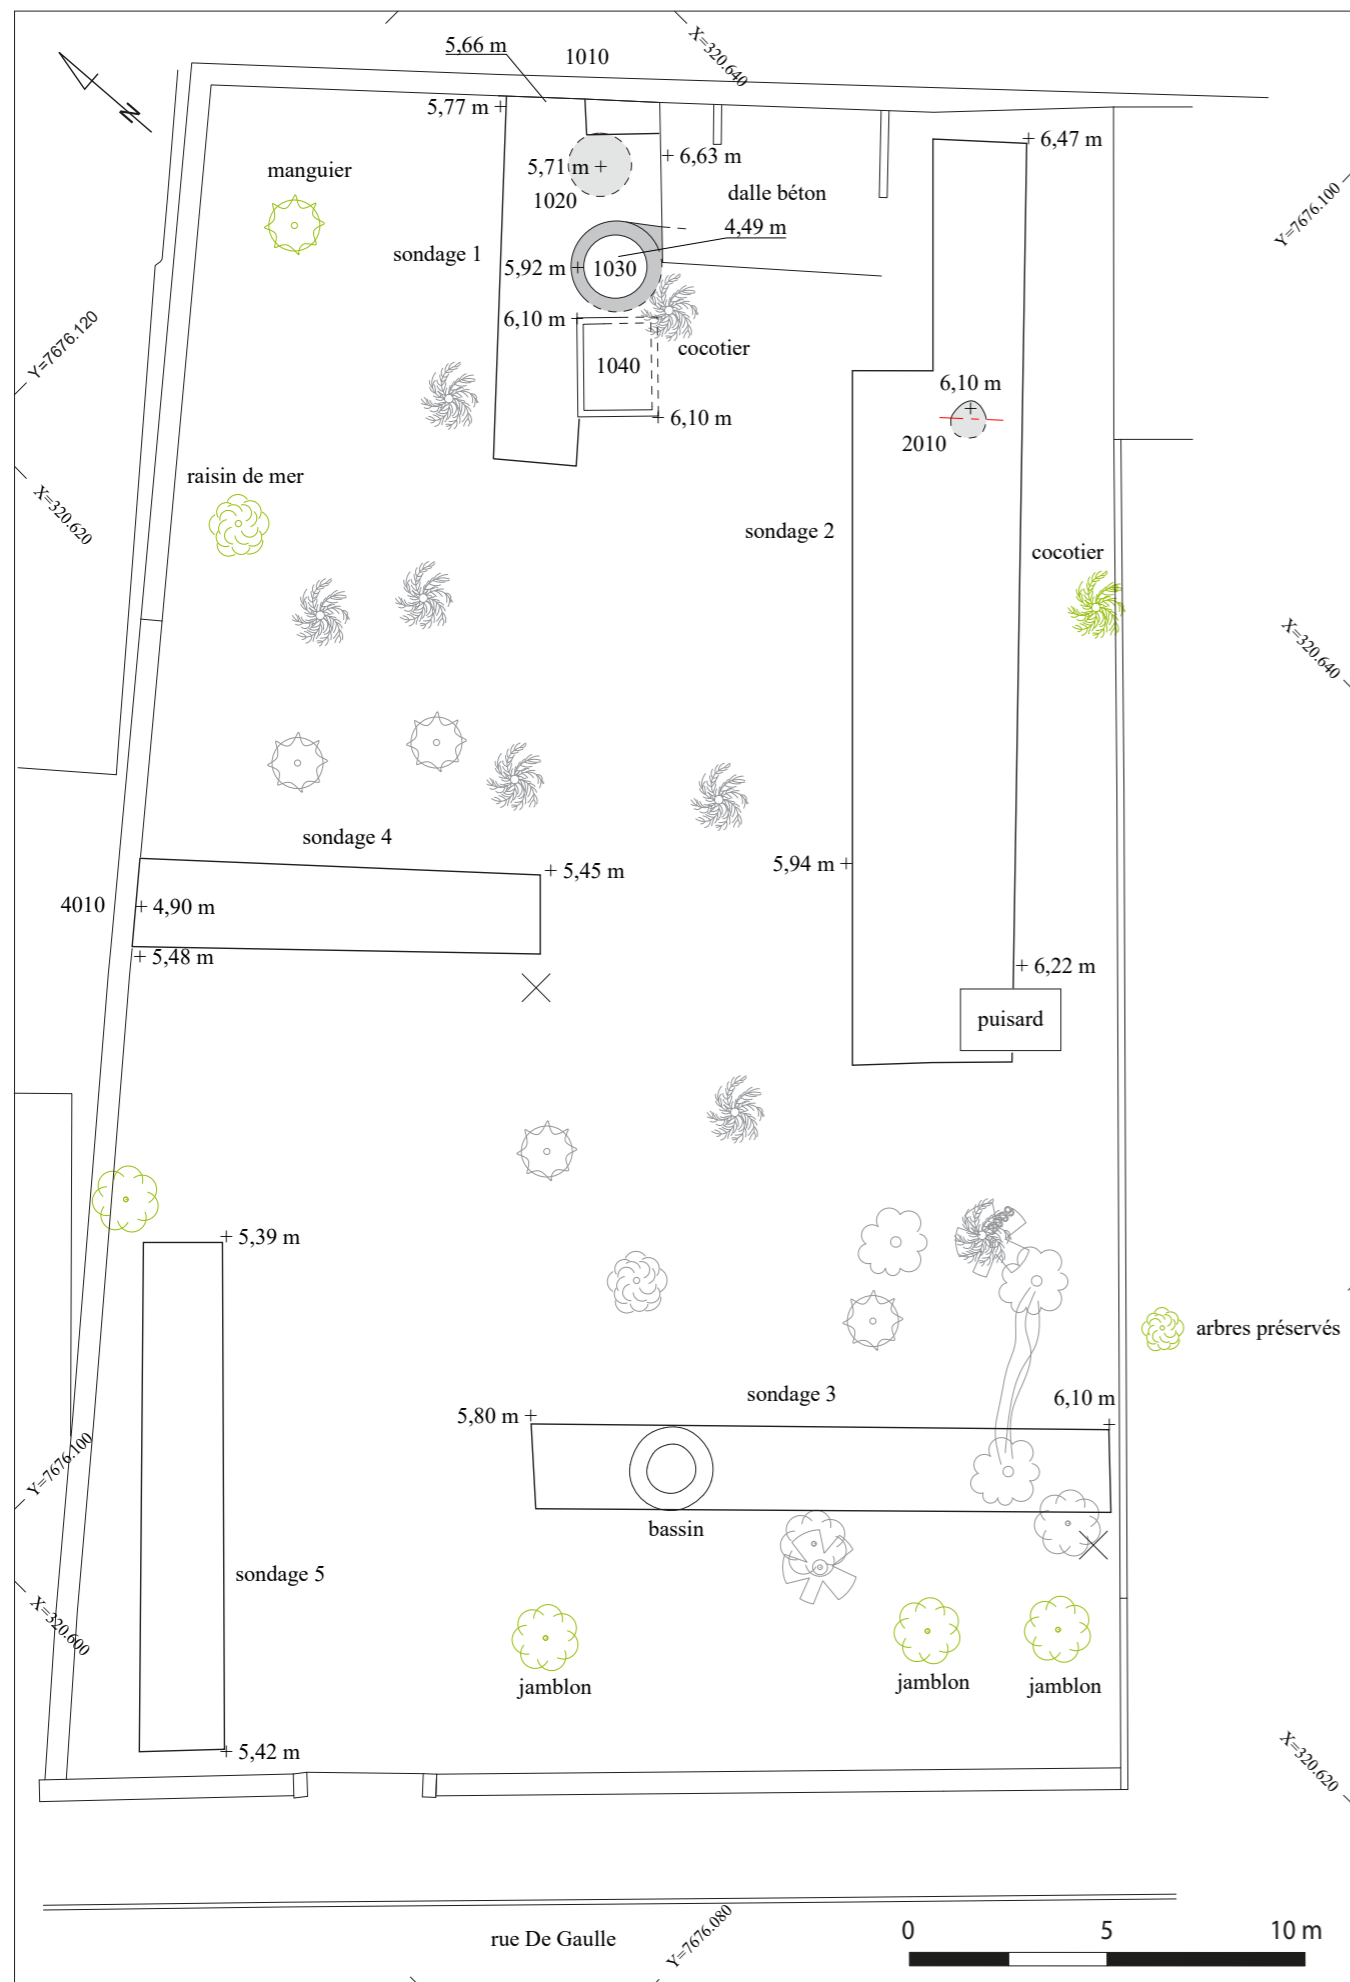 5,66 m
1010
X=320.640
N
5,77 m
6,63 m
6,47 m
manguier
5,71 m
1020
dalle béton
4,49 m
Y=7676.100
sondage 1
5,92 m
1030
6,10 m
cocotier
1040
6,10 m
Y=7676.120
6,10 m
2010
raisin de mer
X=320.620
sondage 2
cocotier
X=320.640
sondage 4
5,45 m
5,94 m
4010
4,90 m
5,48 m
6,22 m
puisard
5,39 m
arbres préservés
sondage 3
6,10 m
5,80 m
Y=7676.100
bassin
sondage 5
X=320.600
jamblon
jamblon
jamblon
5,42 m
X=320.620
rue De Gaulle
Y=7676.080
0 5 10 m